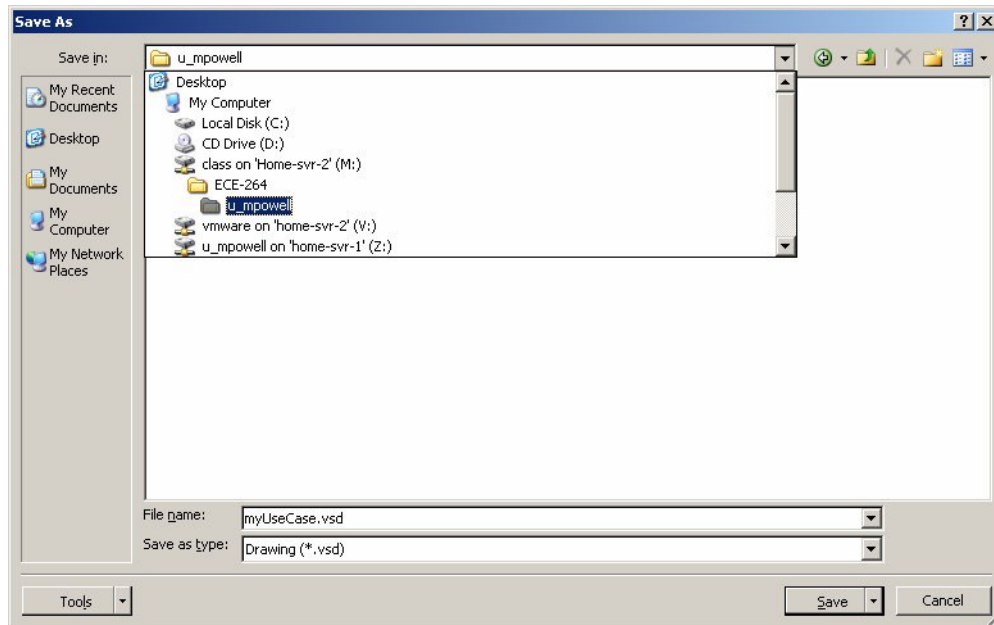 Save As
Save in:
u_mpowell
My Recent
Documents
Desktop
My
Documents
My
Computer
My Network
Places
Desktop
My Computer
Local Disk (C:)
CD Drive (D:)
class on 'Home-svr-2' (M:)
ECE-264
u_mpowell
vmware on 'home-svr-2' (V:)
u_mpowell on 'home-svr-1' (Z:)
File name:
myUseCase.vsd
Save as type:
Drawing (*.vsd)
Tools
Save
Cancel